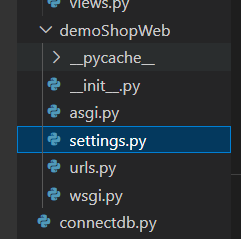 views.py
demoShopWeb
__pycache__
__init__.py
asgi.py
settings.py
urls.py
wsgi.py
connectdb.py